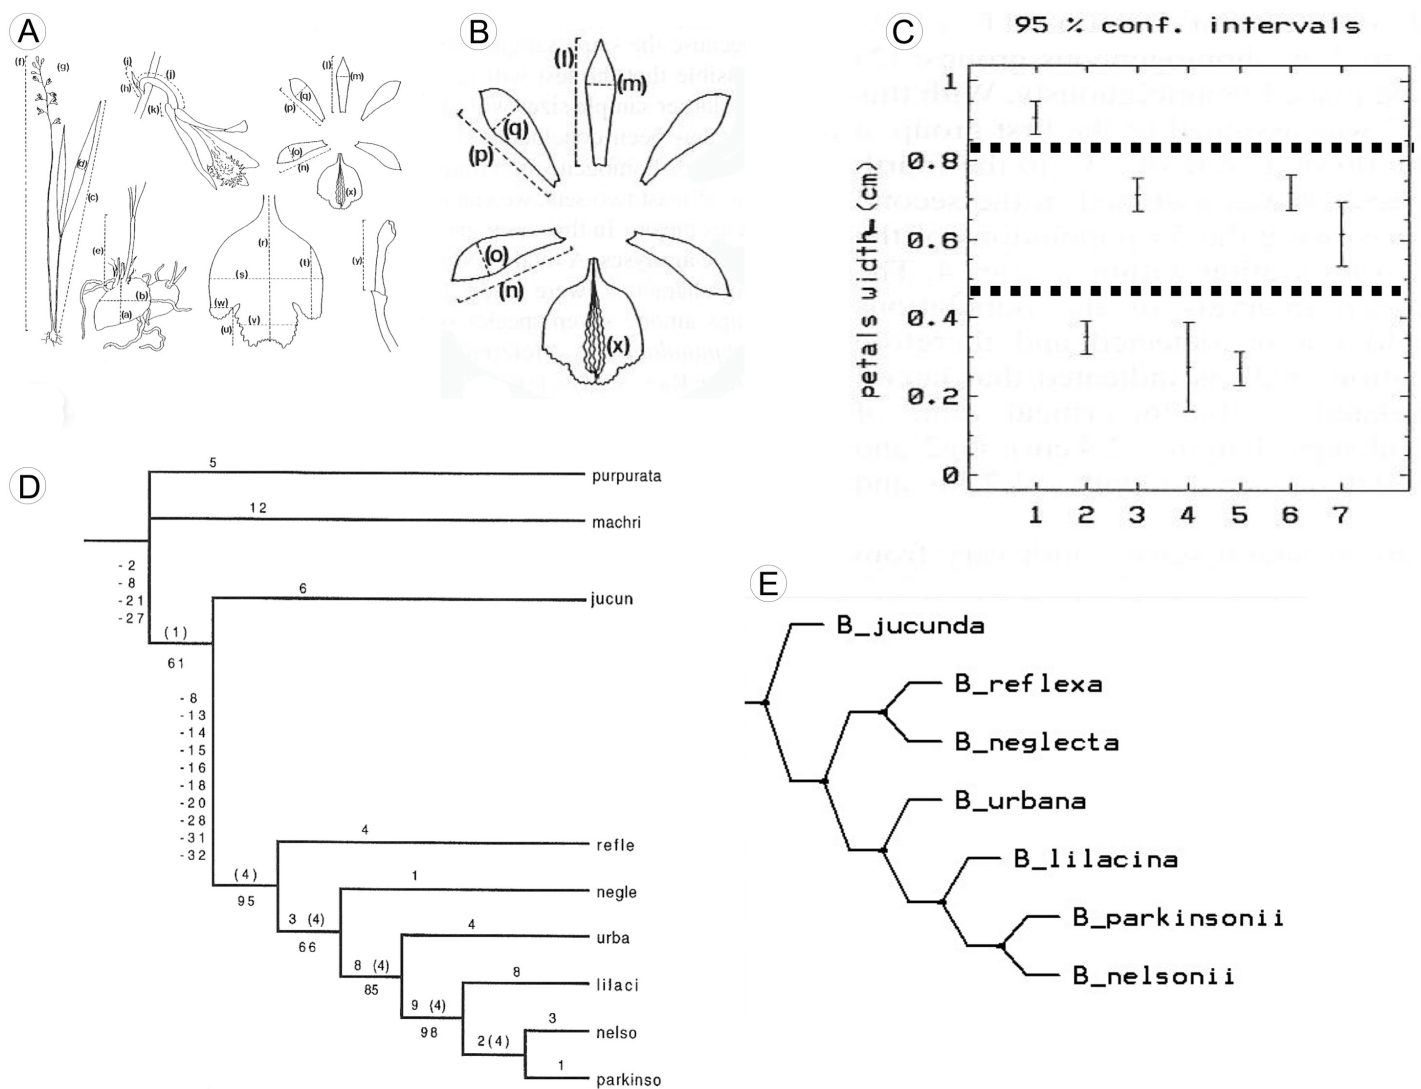 A
(f)
(g)
(i)
(j)
(h)
(k)
(l)
(m)
(q)
(p)
(o)
(n)
(x)
(d)
(c)
(e)
(b)
(a)
(r)
(s)
(t)
(w)
(u)
(v)
(y)
B
(l)
(m)
(q)
(p)
(o)
(n)
(x)
C
95 % conf. intervals
petals width (cm)
1
0.8
0.6
0.4
0.2
0
1 2 3 4 5 6 7
D
5
purpurata
12
machri
-2
-8
-21
-27
6
jucun
(1)
61
-8
-13
-14
-15
-16
-18
-20
-28
-31
-32
4
refle
(4)
95
1
negle
3 (4)
66
4
urba
8 (4)
85
8
lilaci
9 (4)
98
3
nelso
2 (4)
1
parkinso
E
B_jucunda
B_reflexa
B_neglecta
B_urbana
B_lilacina
B_parkinsonii
B_nelsonii